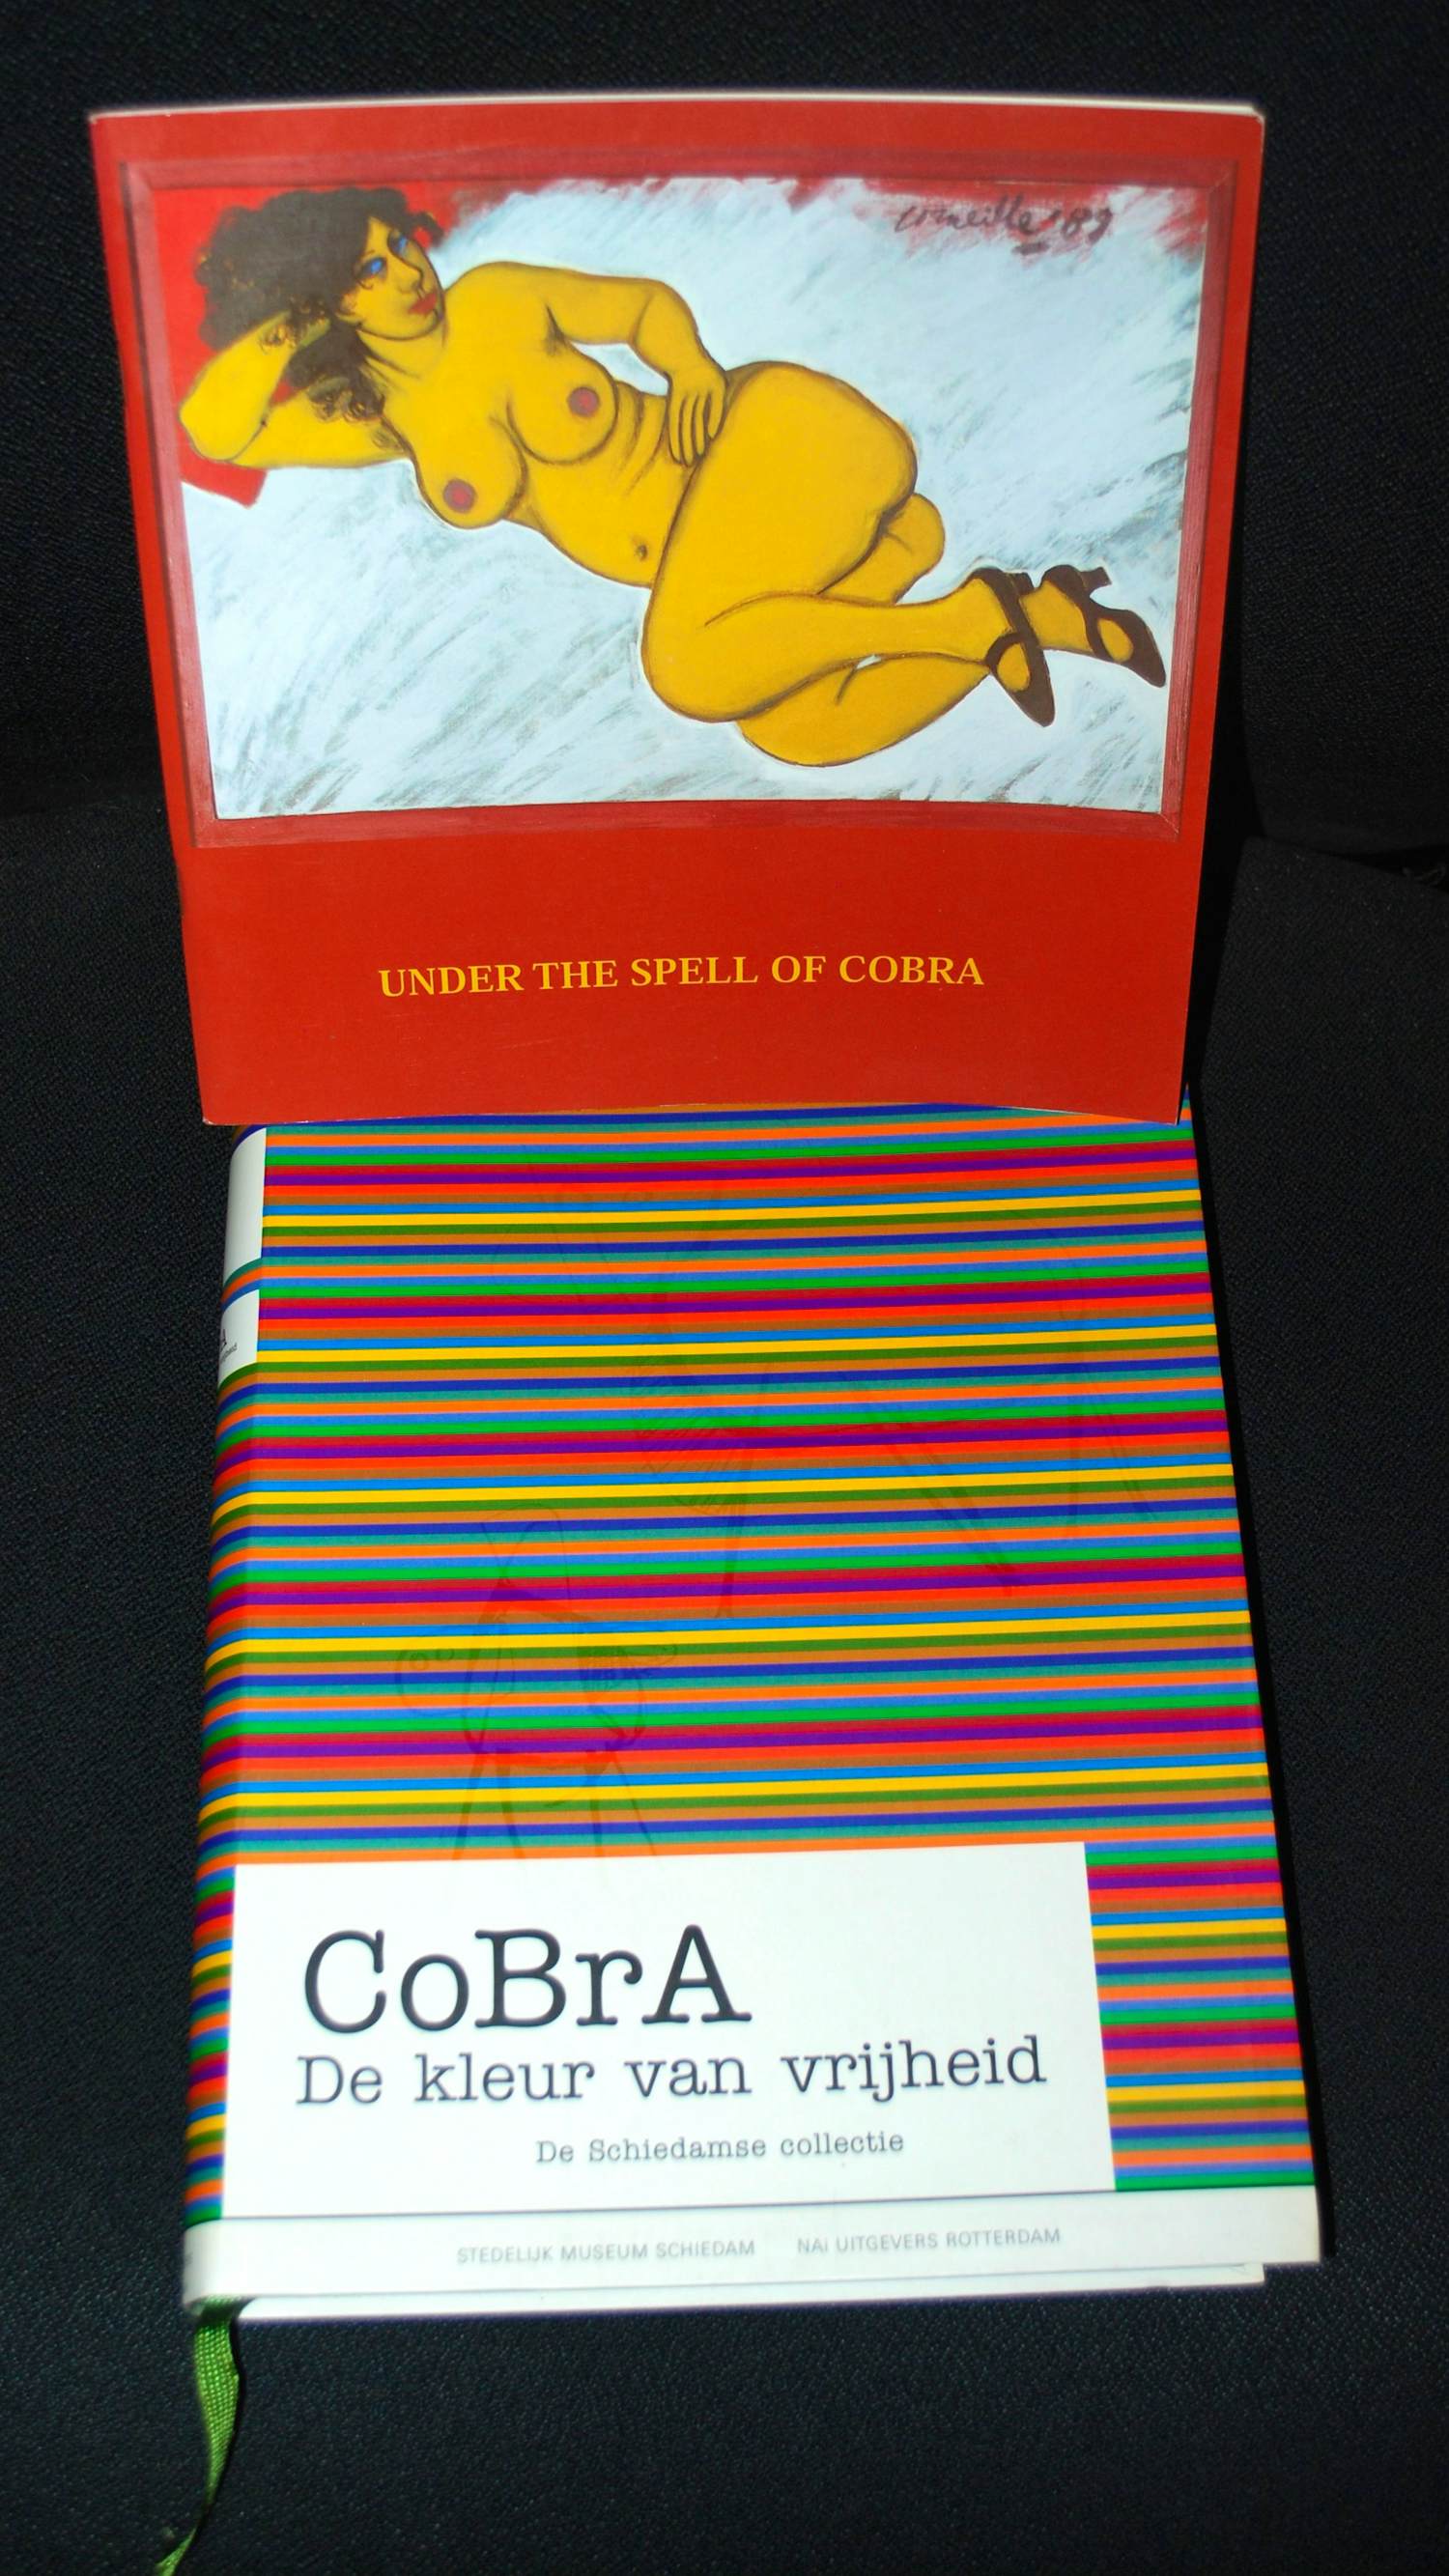 corneille '89
UNDER THE SPELL OF COBRA
CoBrA
De kleur van vrijheid
De Schiedamse collectie
STEDELIJK MUSEUM SCHIEDAM NAi UITGEVERS ROTTERDAM